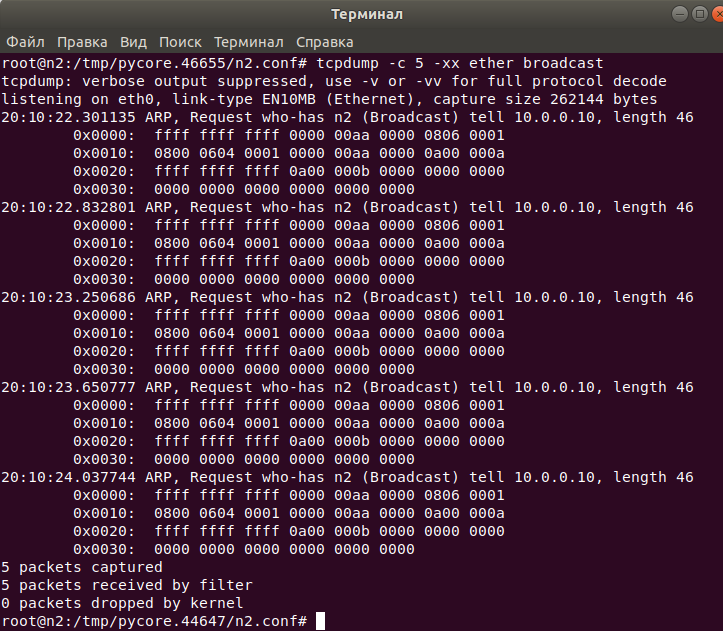 Терминал
Файл Правка Вид Поиск Терминал Справка
root@n2:/tmp/pycore.46655/n2.conf# tcpdump -c 5 -xx ether broadcast
tcpdump: verbose output suppressed, use -v or -vv for full protocol decode
listening on eth0, link-type EN10MB (Ethernet), capture size 262144 bytes
20:10:22.301135 ARP, Request who-has n2 (Broadcast) tell 10.0.0.10, length 46
0x0000: ffff ffff ffff 0000 00aa 0000 0806 0001
0x0010: 0800 0604 0001 0000 00aa 0000 0a00 000a
0x0020: ffff ffff ffff 0a00 000b 0000 0000 0000
0x0030: 0000 0000 0000 0000 0000 0000
20:10:22.832801 ARP, Request who-has n2 (Broadcast) tell 10.0.0.10, length 46
0x0000: ffff ffff ffff 0000 00aa 0000 0806 0001
0x0010: 0800 0604 0001 0000 00aa 0000 0a00 000a
0x0020: ffff ffff ffff 0a00 000b 0000 0000 0000
0x0030: 0000 0000 0000 0000 0000 0000
20:10:23.250686 ARP, Request who-has n2 (Broadcast) tell 10.0.0.10, length 46
0x0000: ffff ffff ffff 0000 00aa 0000 0806 0001
0x0010: 0800 0604 0001 0000 00aa 0000 0a00 000a
0x0020: ffff ffff ffff 0a00 000b 0000 0000 0000
0x0030: 0000 0000 0000 0000 0000 0000
20:10:23.650777 ARP, Request who-has n2 (Broadcast) tell 10.0.0.10, length 46
0x0000: ffff ffff ffff 0000 00aa 0000 0806 0001
0x0010: 0800 0604 0001 0000 00aa 0000 0a00 000a
0x0020: ffff ffff ffff 0a00 000b 0000 0000 0000
0x0030: 0000 0000 0000 0000 0000 0000
20:10:24.037744 ARP, Request who-has n2 (Broadcast) tell 10.0.0.10, length 46
0x0000: ffff ffff ffff 0000 00aa 0000 0806 0001
0x0010: 0800 0604 0001 0000 00aa 0000 0a00 000a
0x0020: ffff ffff ffff 0a00 000b 0000 0000 0000
0x0030: 0000 0000 0000 0000 0000 0000
5 packets captured
5 packets received by filter
0 packets dropped by kernel
root@n2:/tmp/pycore.44647/n2.conf#